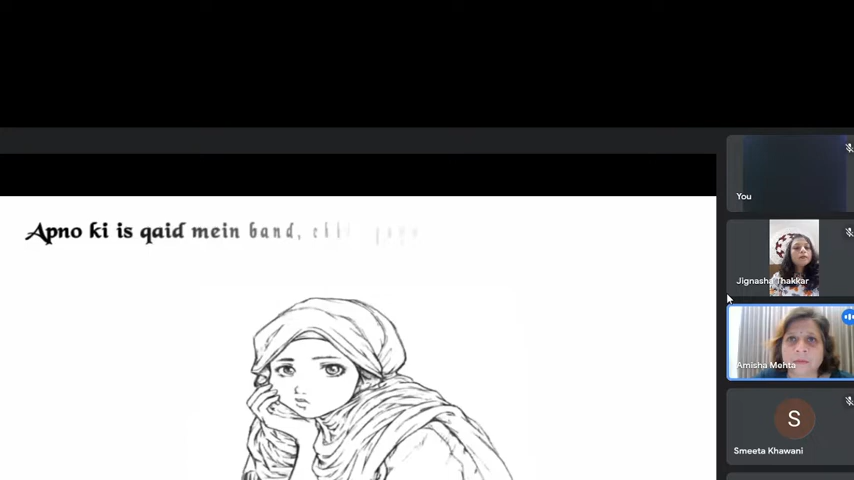 Apno ki is qaid mein band,
You
Jignasha Thakkar
Amisha Mehta
S
Smeeta Khawani